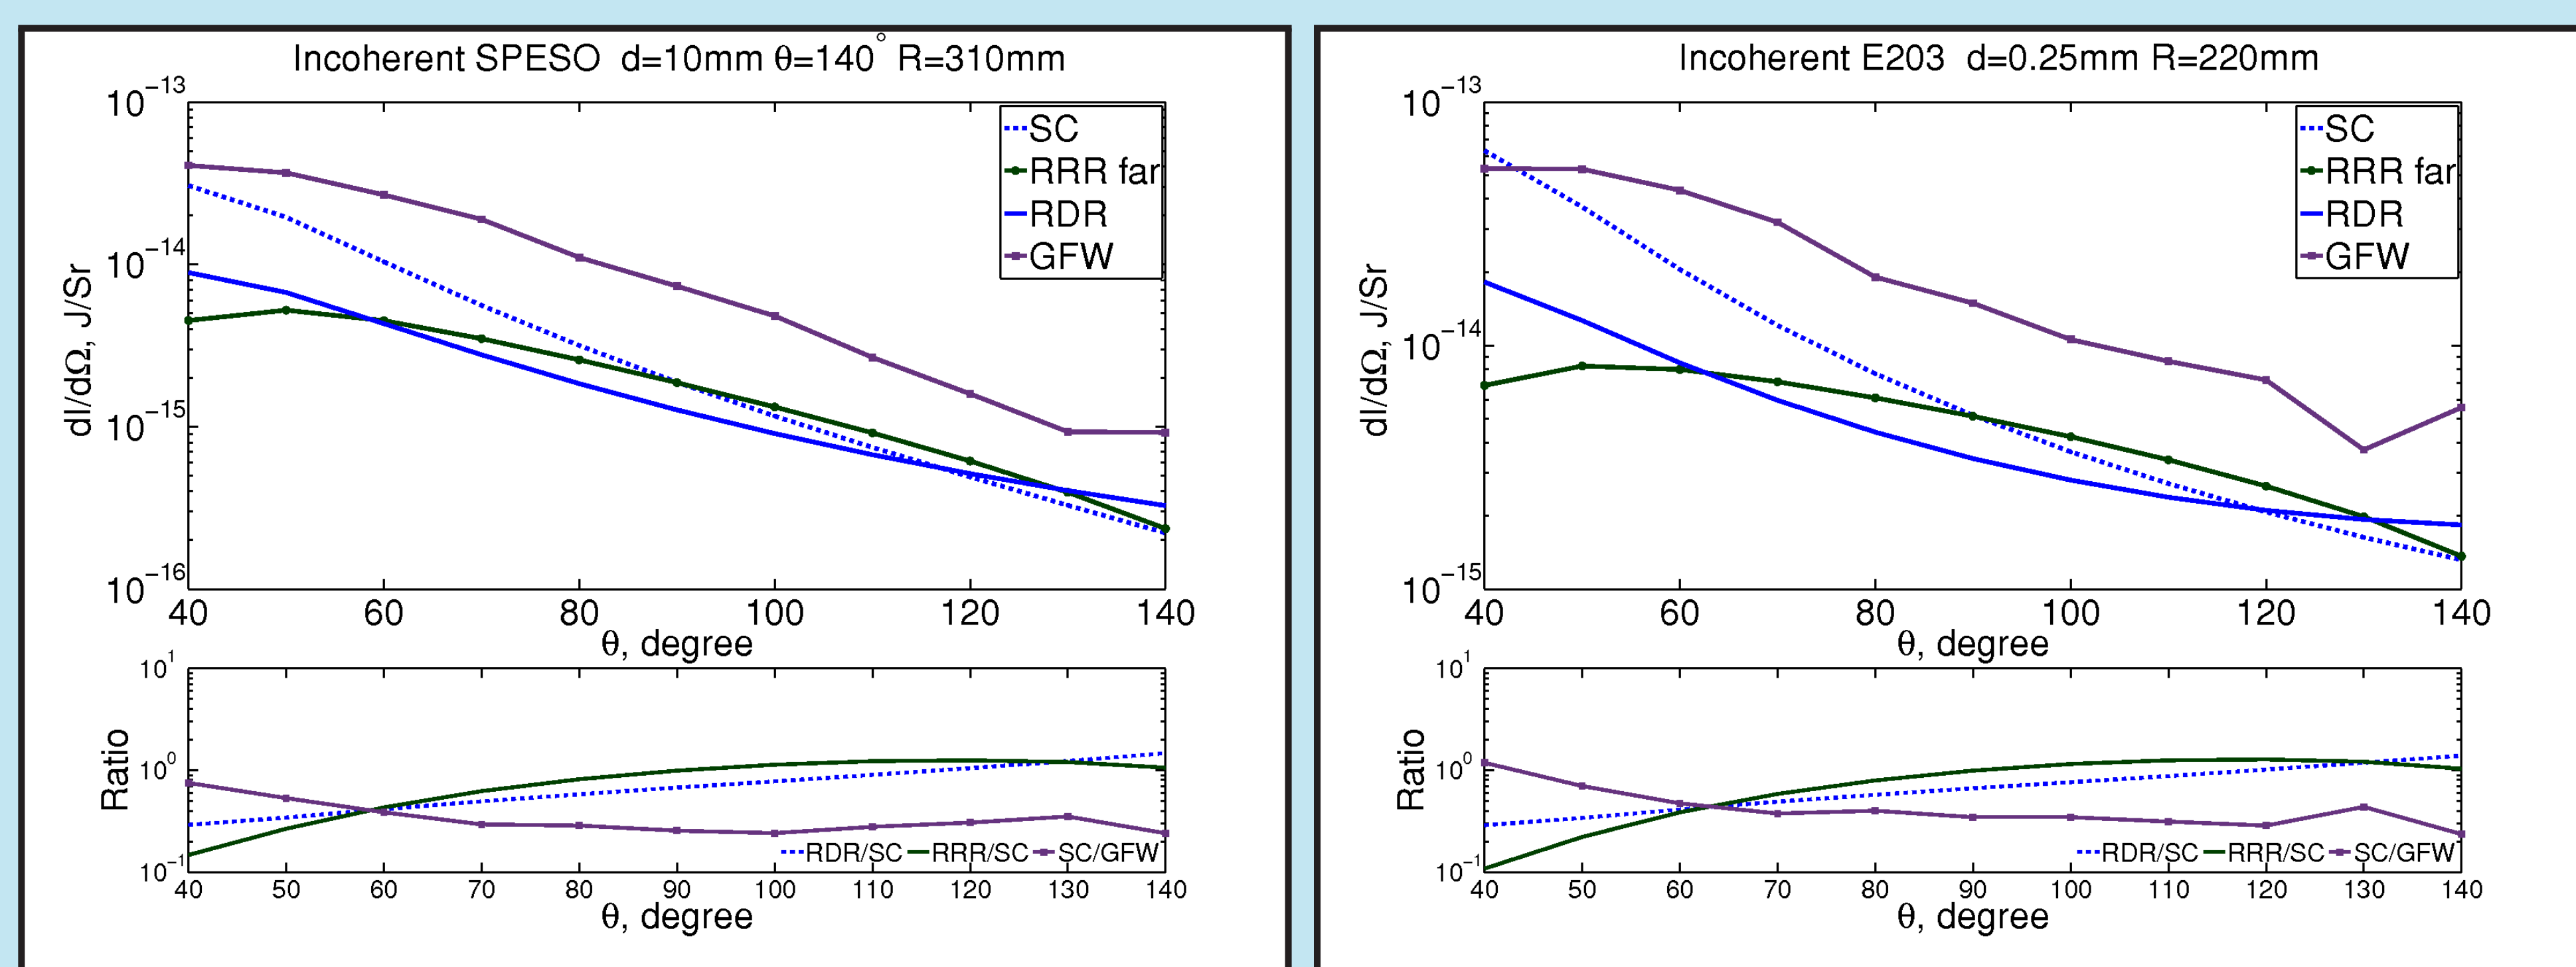 Incoherent SPESO d=10mm θ=140° R=310mm
10^−13
10^−14
10^−15
10^−16
dI/dΩ, J/Sr
SC
RRR far
RDR
GFW
40 60 80 100 120 140
θ, degree
10^1
10^0
10^−1
Ratio
RDR/SC RRR/SC SC/GFW
40 50 60 70 80 90 100 110 120 130 140
θ, degree
Incoherent E203 d=0.25mm R=220mm
10^−13
10^−14
10^−15
dI/dΩ, J/Sr
SC
RRR far
RDR
GFW
40 60 80 100 120 140
θ, degree
10^1
10^0
10^−1
Ratio
RDR/SC RRR/SC SC/GFW
40 50 60 70 80 90 100 110 120 130 140
θ, degree